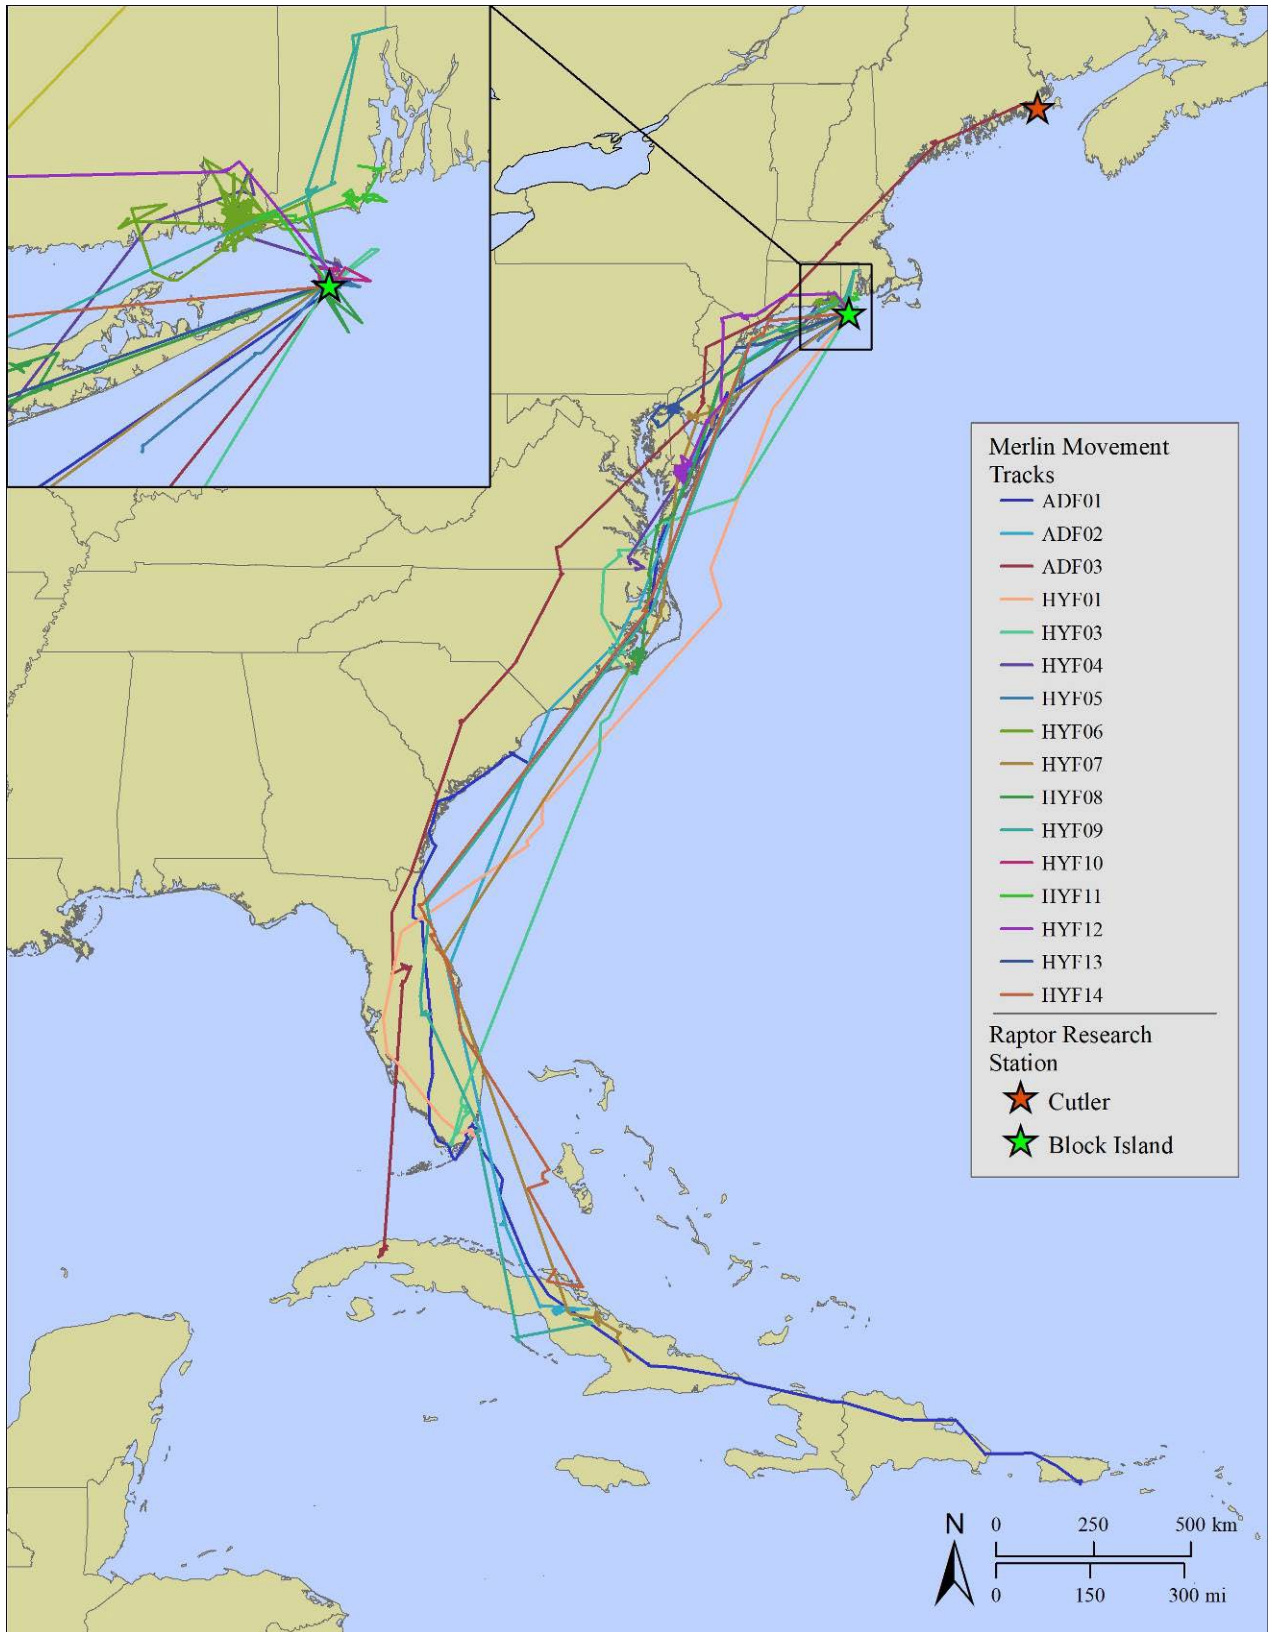 Merlin Movement
Tracks
ADF01
ADF02
ADF03
HYF01
HYF03
HYF04
HYF05
HYF06
HYF07
HYF08
HYF09
HYF10
HYF11
HYF12
HYF13
HYF14
Raptor Research
Station
Cutler
Block Island
N
0 250 500 km
0 150 300 mi